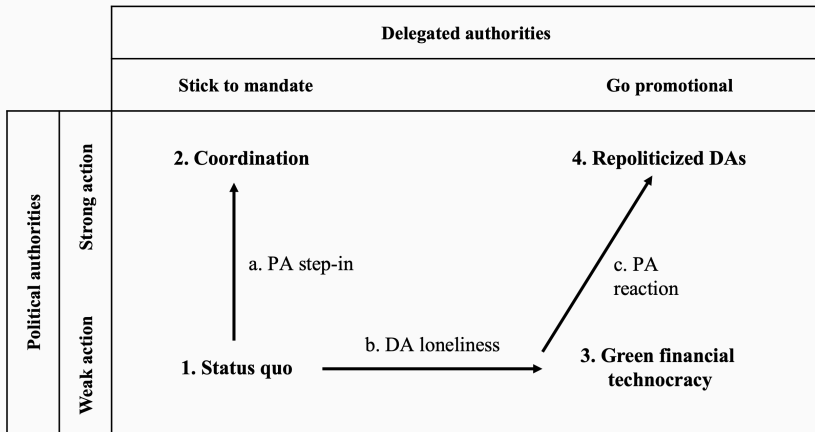 Delegated authorities
Stick to mandate
Go promotional
Political authorities
Strong action
Weak action
2. Coordination
4. Repoliticized DAs
a. PA step-in
c. PA
reaction
b. DA loneliness
1. Status quo
3. Green financial
technocracy